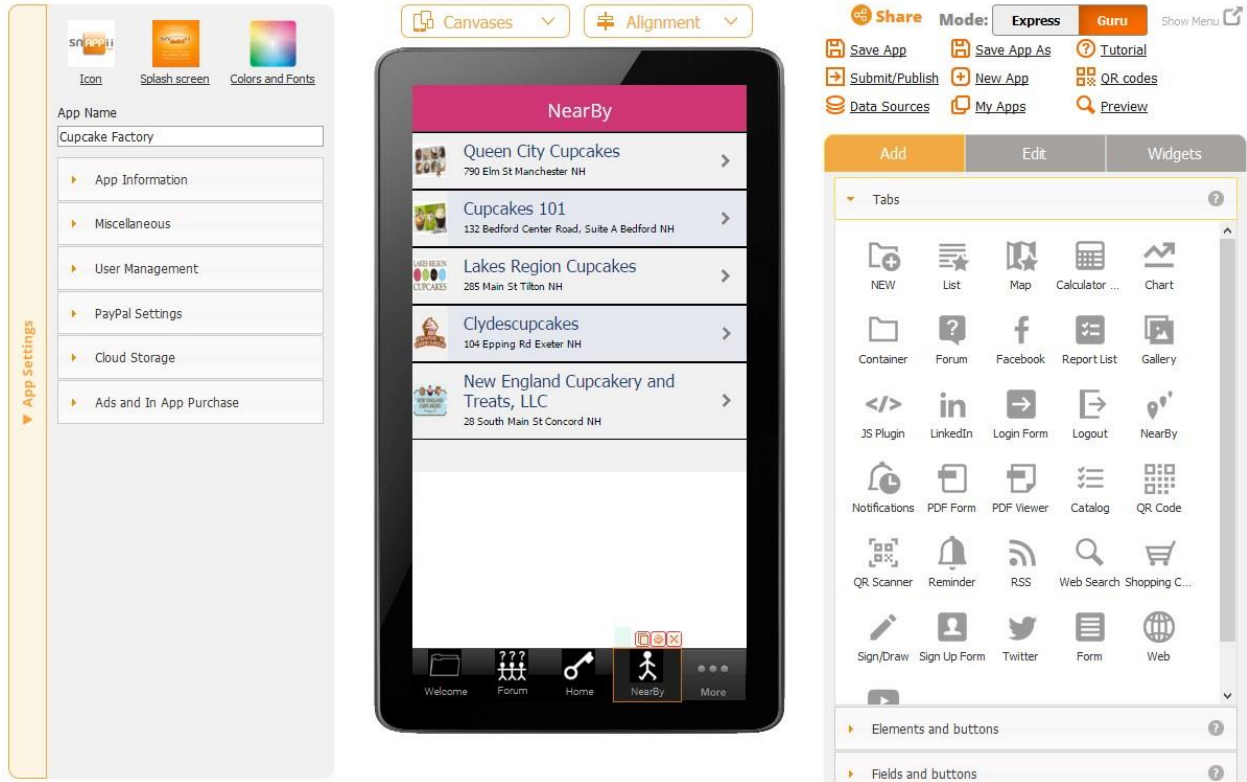 snappii
Icon
Splash screen
Colors and Fonts
App Name
Cupcake Factory
App Information
Miscellaneous
User Management
PayPal Settings
Cloud Storage
Ads and In App Purchase
App Settings
Canvases
Alignment
NearBy
Queen City Cupcakes
790 Elm St Manchester NH
Cupcakes 101
132 Bedford Center Road, Suite A Bedford NH
LAKES REGION
CUPCAKES
Lakes Region Cupcakes
285 Main St Tilton NH
Clydescupcakes
104 Epping Rd Exeter NH
New England Cupcakery and
Treats, LLC
28 South Main St Concord NH
???
Welcome
Forum
Home
NearBy
More
Share
Mode:
Express
Guru
Show Menu
Save App
Save App As
Tutorial
Submit/Publish
New App
QR codes
Data Sources
My Apps
Preview
Add
Edit
Widgets
Tabs
NEW
List
Map
Calculator ...
Chart
Container
Forum
Facebook
Report List
Gallery
JS Plugin
LinkedIn
Login Form
Logout
NearBy
Notifications
PDF Form
PDF Viewer
Catalog
QR Code
QR Scanner
Reminder
RSS
Web Search
Shopping C...
Sign/Draw
Sign Up Form
Twitter
Form
Web
Elements and buttons
Fields and buttons